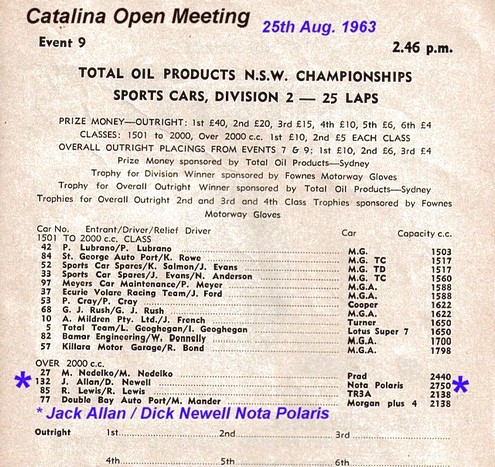 Catalina Open Meeting
25th Aug. 1963
Event 9 2.46 p.m.
TOTAL OIL PRODUCTS N.S.W. CHAMPIONSHIPS
SPORTS CARS, DIVISION 2 — 25 LAPS
PRIZE MONEY—OUTRIGHT: 1st £40, 2nd £20, 3rd £15, 4th £10, 5th £6, 6th £4
CLASSES: 1501 to 2000, Over 2000 c.c. 1st £10, 2nd £5 EACH CLASS
OVERALL OUTRIGHT PLACINGS FROM EVENTS 7 & 9: 1st £10, 2nd £6, 3rd £4
Prize Money sponsored by Total Oil Products—Sydney
Trophy for Division Winner sponsored by Fownes Motorway Gloves
Trophy for Overall Outright Winner sponsored by Total Oil Products—Sydney
Trophies for Overall Outright 2nd and 3rd and 4th Class Trophies sponsored by Fownes
Motorway Gloves
Car No. Entrant/Driver/Relief Driver Car Capacity c.c.
1501 TO 2000 c.c. CLASS
42 P. Lubrano/P. Lubrano M.G. 1503
84 St. George Auto Port/K. Rowe M.G. TC 1517
52 Sports Car Spares/K. Solmon/J. Evans M.G. TD 1517
33 Sports Car Spares/J. Evans/N. Anderson M.G. TC 1560
97 Meyers Car Maintenance/P. Meyer M.G.A. 1588
37 Ecurie Volare Racing Team/J. Ford M.G.A. 1588
53 P. Cray/P. Cray Cooper 1622
68 G. J. Rush/G. J. Rush M.G.A. 1622
10 A. Mildren Pty. Ltd./J. French Turner 1650
5 Total Team/L. Geoghegan/I. Geoghegan Lotus Super 7 1650
82 Bamar Engineering/W. Donnelly M.G.A. 1700
57 Killara Motor Garage/R. Bond M.G.A. 1798
OVER 2000 c.c.
27 M. Nedelko/M. Nedelko Prad 2440
* 132 J. Allan/D. Newell Nota Polaris 2750 *
85 R. Lewis/R. Lewis TR3A 2138
77 Double Bay Auto Port/M. Mander Morgan plus 4 2138
* Jack Allan / Dick Newell Nota Polaris
Outright 1st 2nd 3rd
4th 5th 6th